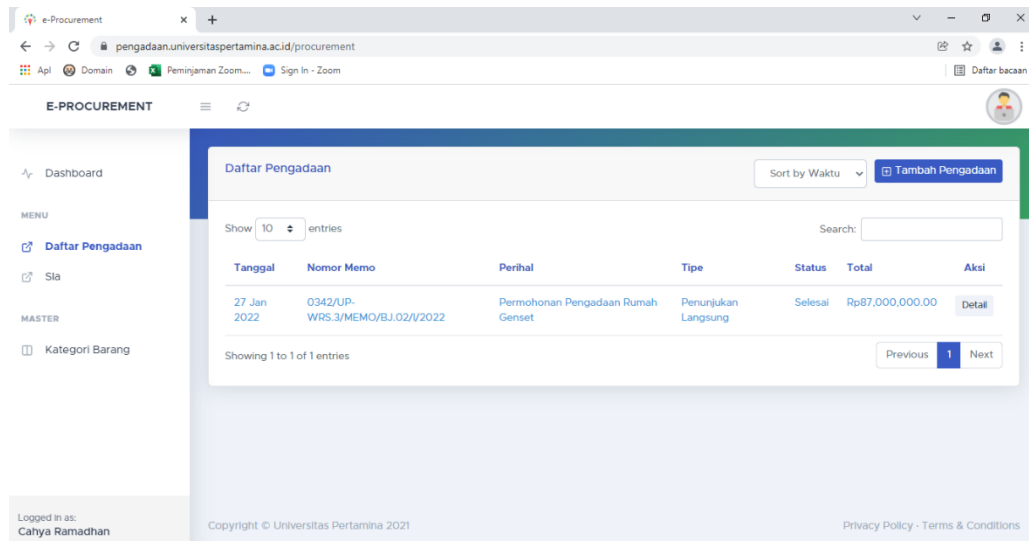 e-Procurement
pengadaan.universitaspertamina.ac.id/procurement
Apl Domain Peminjaman Zoom.... Sign In - Zoom Daftar bacaan
E-PROCUREMENT
Dashboard
MENU
Daftar Pengadaan
Sla
MASTER
Kategori Barang
Logged in as:
Cahya Ramadhan
Daftar Pengadaan
Sort by Waktu
Tambah Pengadaan
Show 10 entries
Search:
Tanggal Nomor Memo Perihal Tipe Status Total Aksi
27 Jan 0342/UP- Permohonan Pengadaan Rumah Penunjukan Selesai Rp87,000,000.00 Detail
2022 WRS.3/MEMO/BJ.02/I/2022 Genset Langsung
Showing 1 to 1 of 1 entries
Previous 1 Next
Copyright © Universitas Pertamina 2021
Privacy Policy · Terms & Conditions